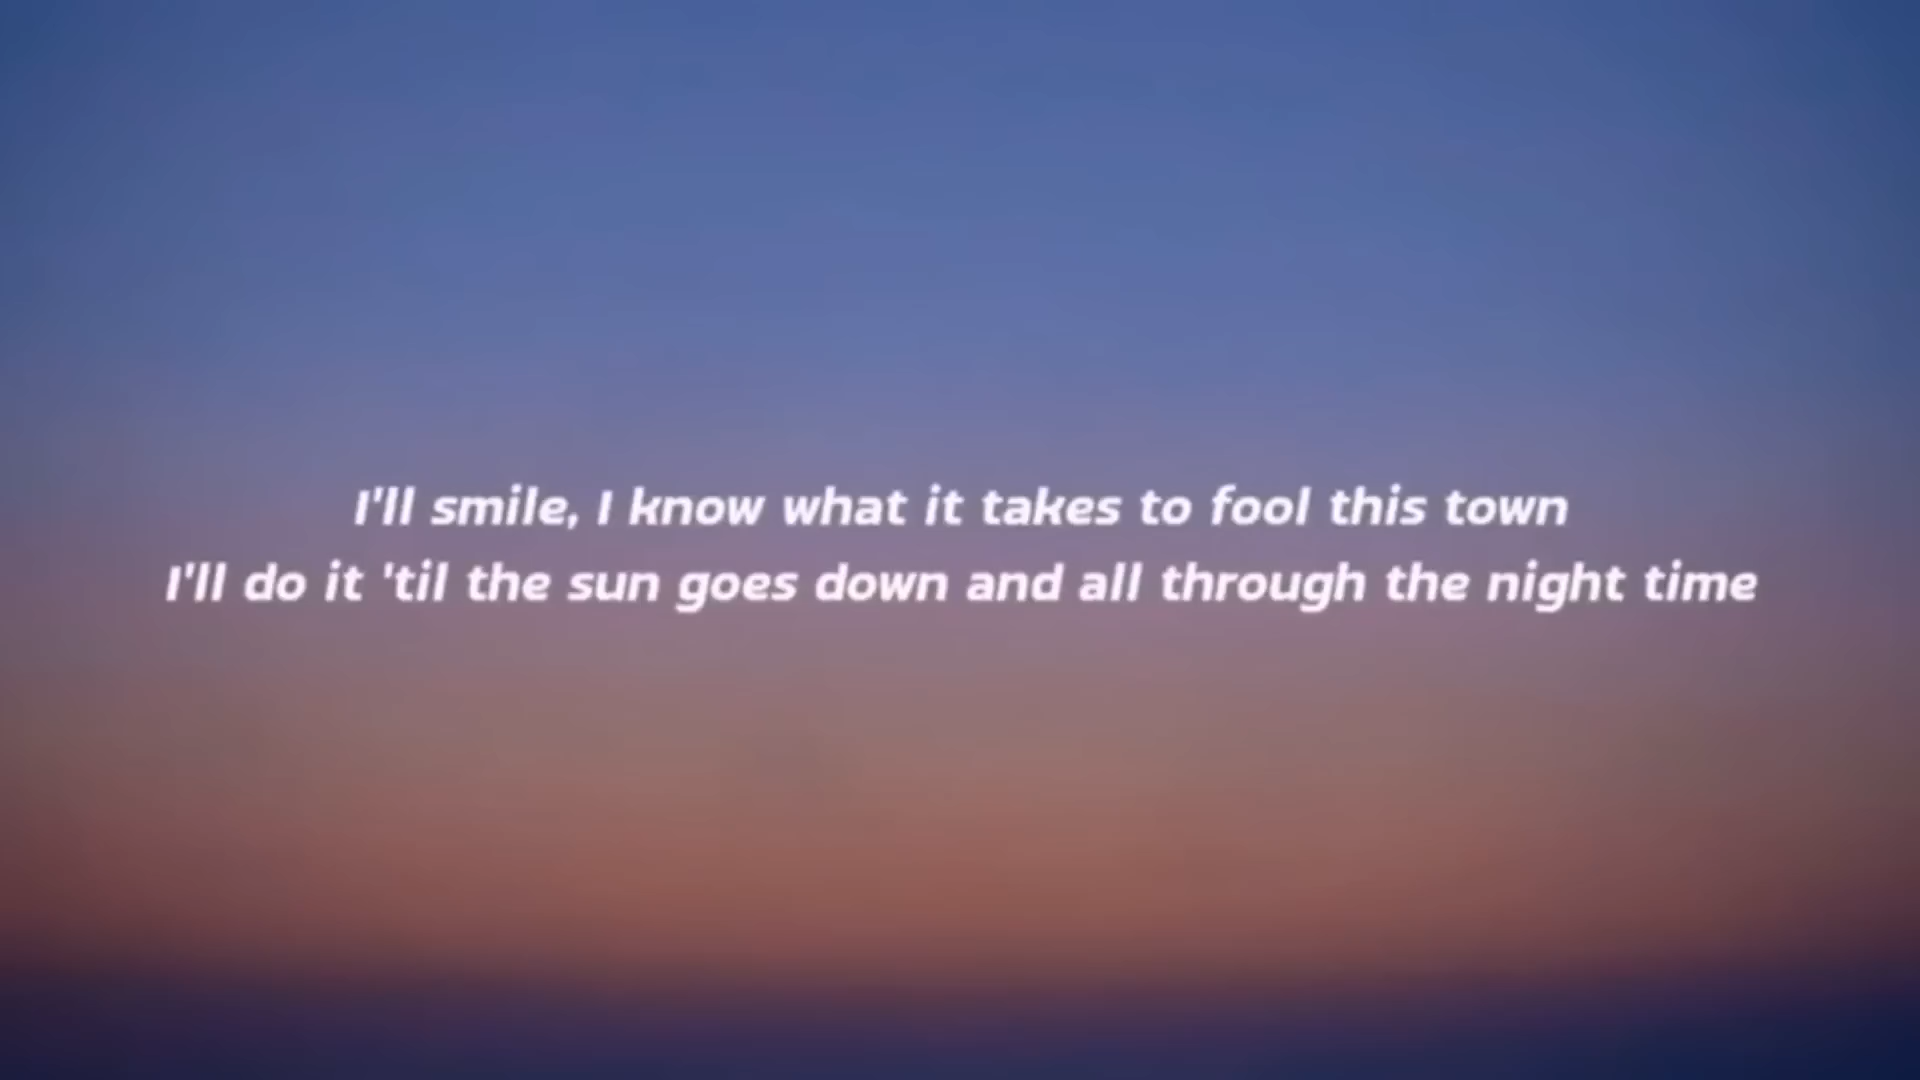 I'll smile, I know what it takes to fool this town
I'll do it 'til the sun goes down and all through the night time